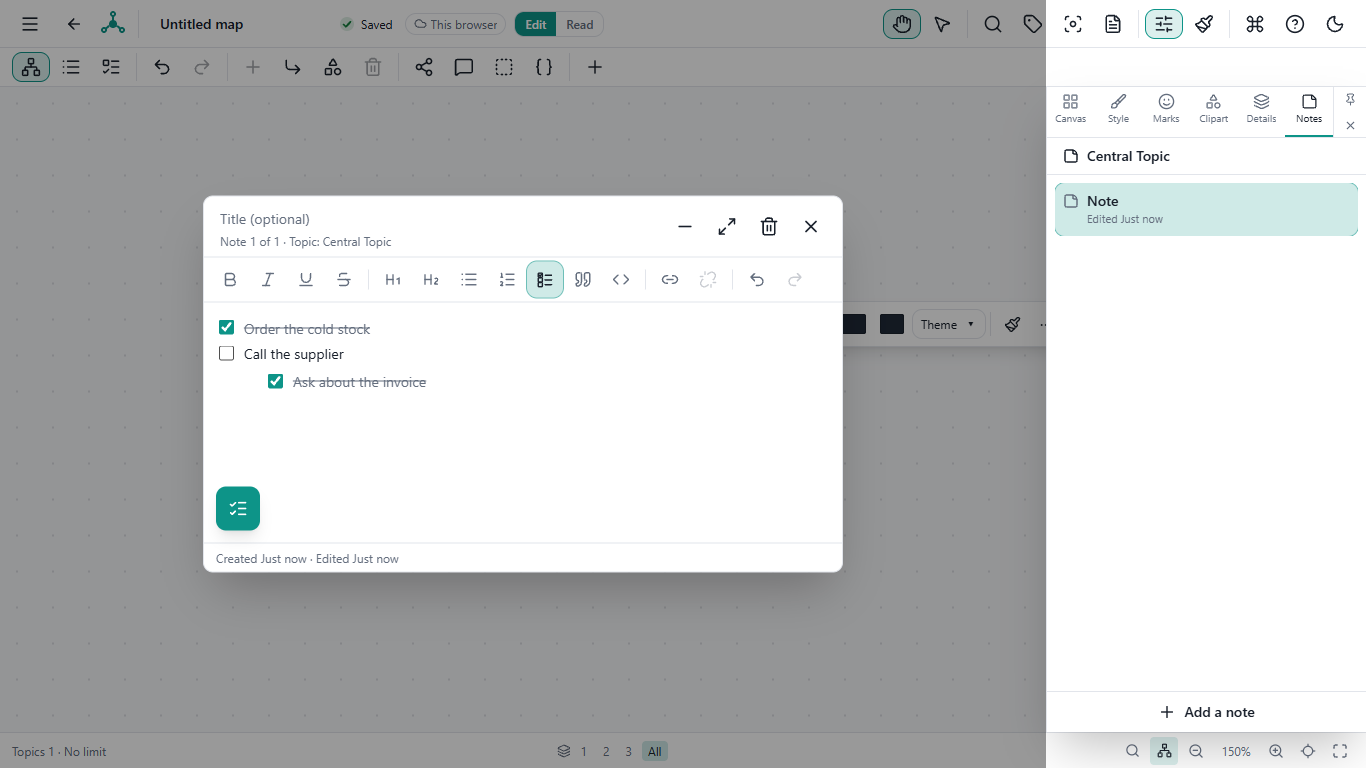 Untitled map
Saved
This browser
Edit
Read
Canvas
Style
Marks
Clipart
Details
Notes
Central Topic
Note
Edited Just now
Title (optional)
Note 1 of 1 · Topic: Central Topic
B I U S H1 H2
Order the cold stock
Call the supplier
Ask about the invoice
Theme
Created Just now · Edited Just now
Add a note
Topics 1 · No limit
1 2 3 All
150%